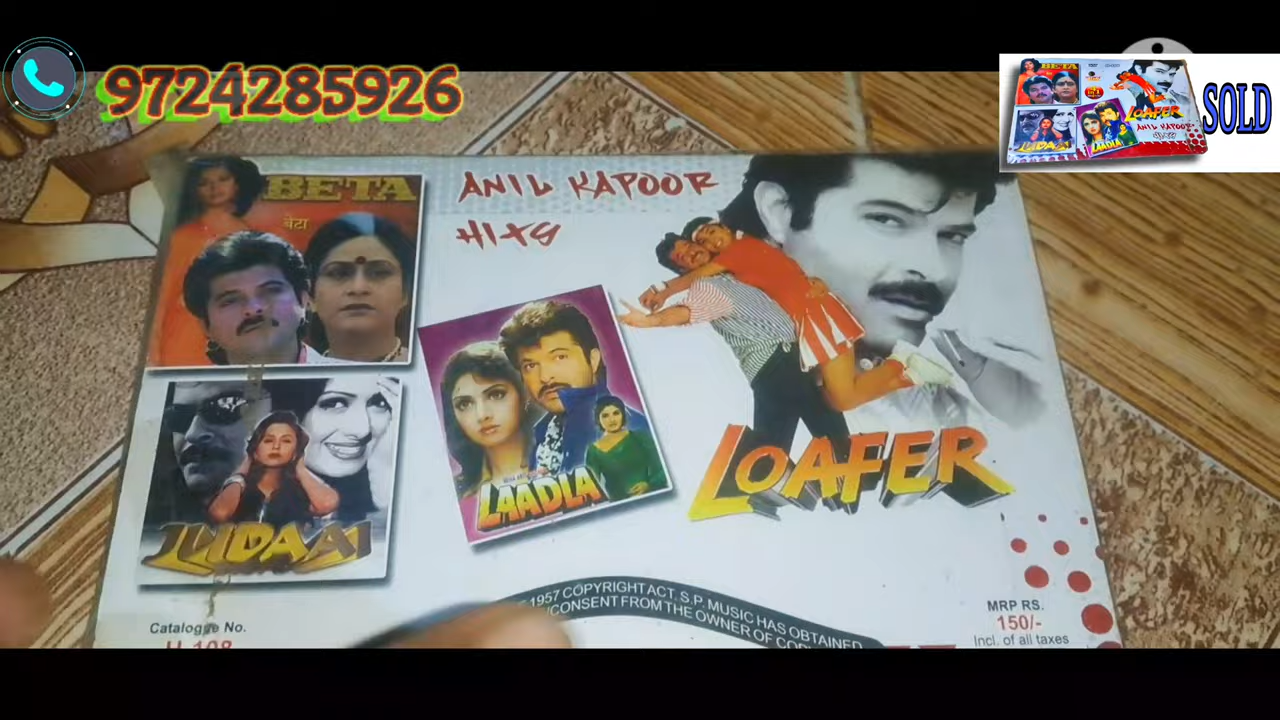 9724285926
SOLD
BETA
बेटा
ANIL KAPOOR
HITS
LAADLA
LOAFER
JUDAAI
1957 COPYRIGHT ACT. S.P. MUSIC HAS OBTAINED
/CONSENT FROM THE OWNER OF
Catalogue No.
H-108
MRP RS.
150/-
Incl. of all taxes